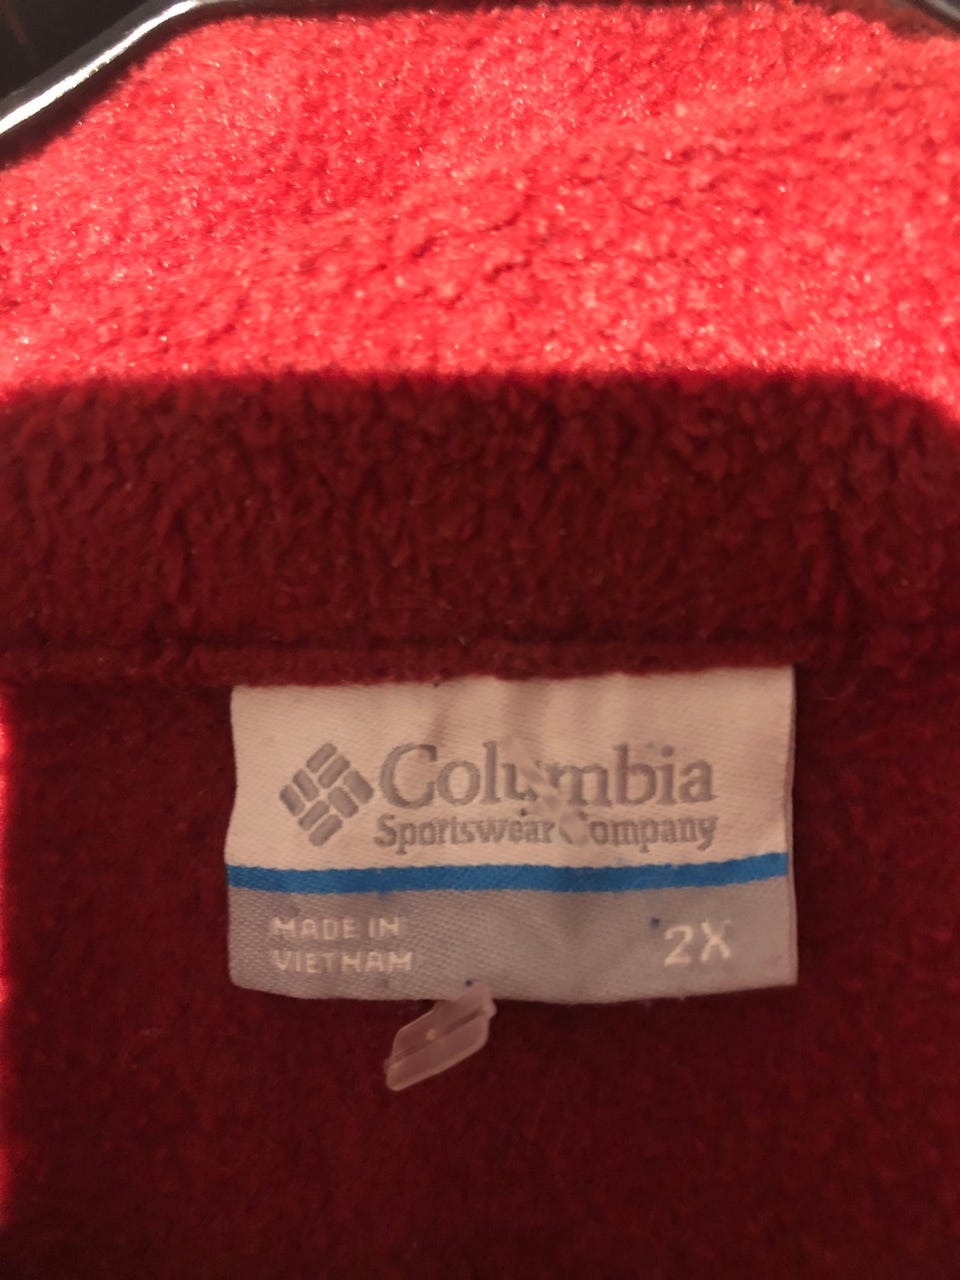 Columbia
Sportswear Company
MADE IN
VIETNAM
2X